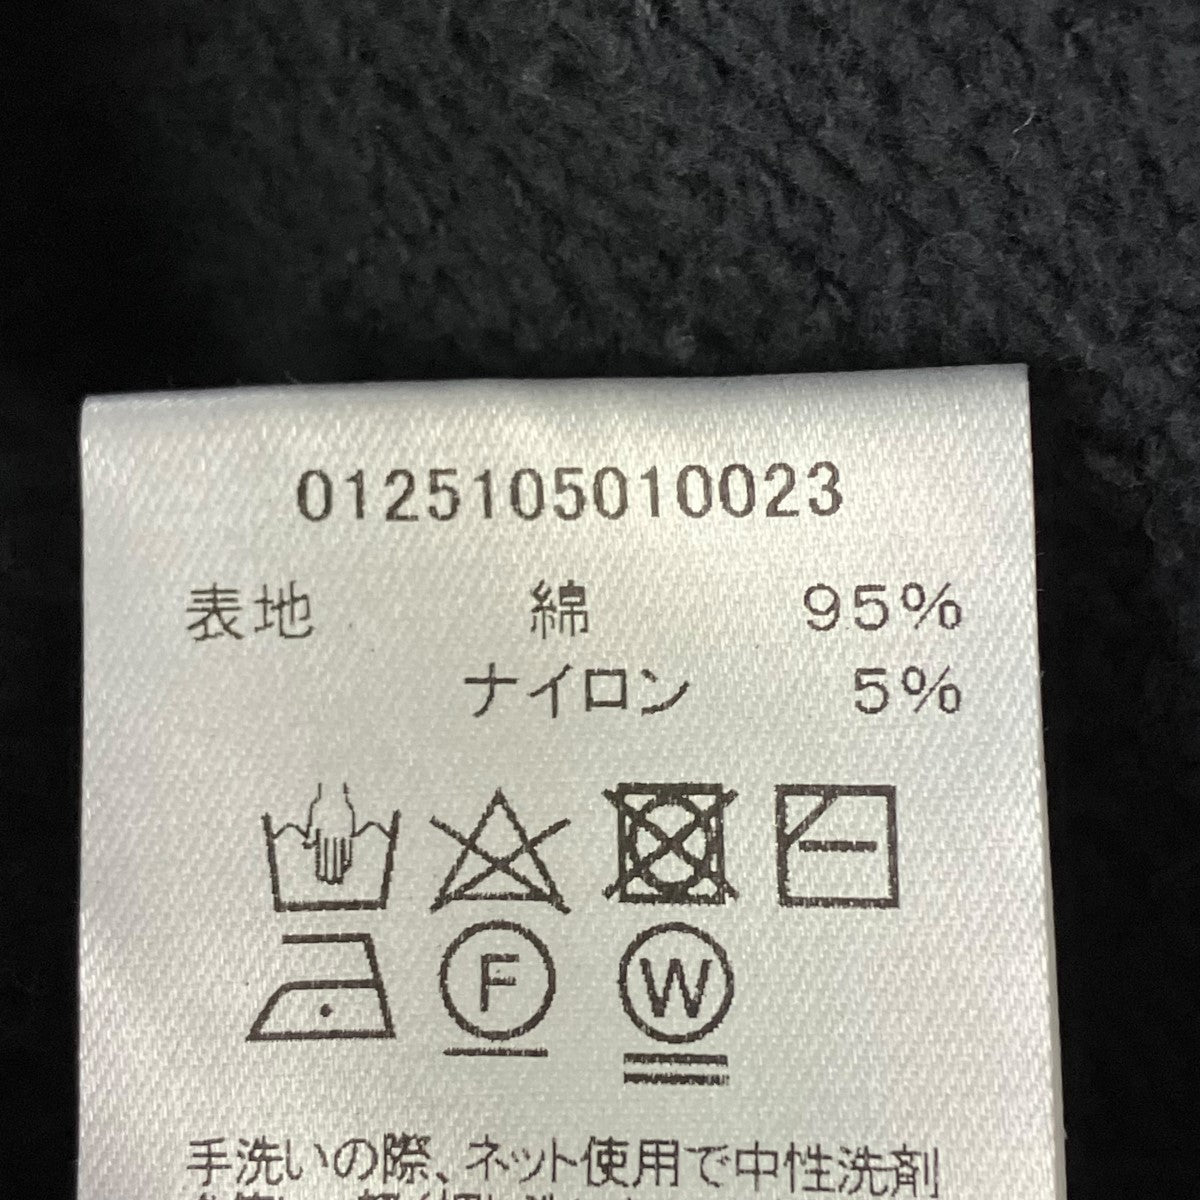 0125105010023
表地 綿 95%
ナイロン 5%
F W
手洗いの際、ネット使用で中性洗剤